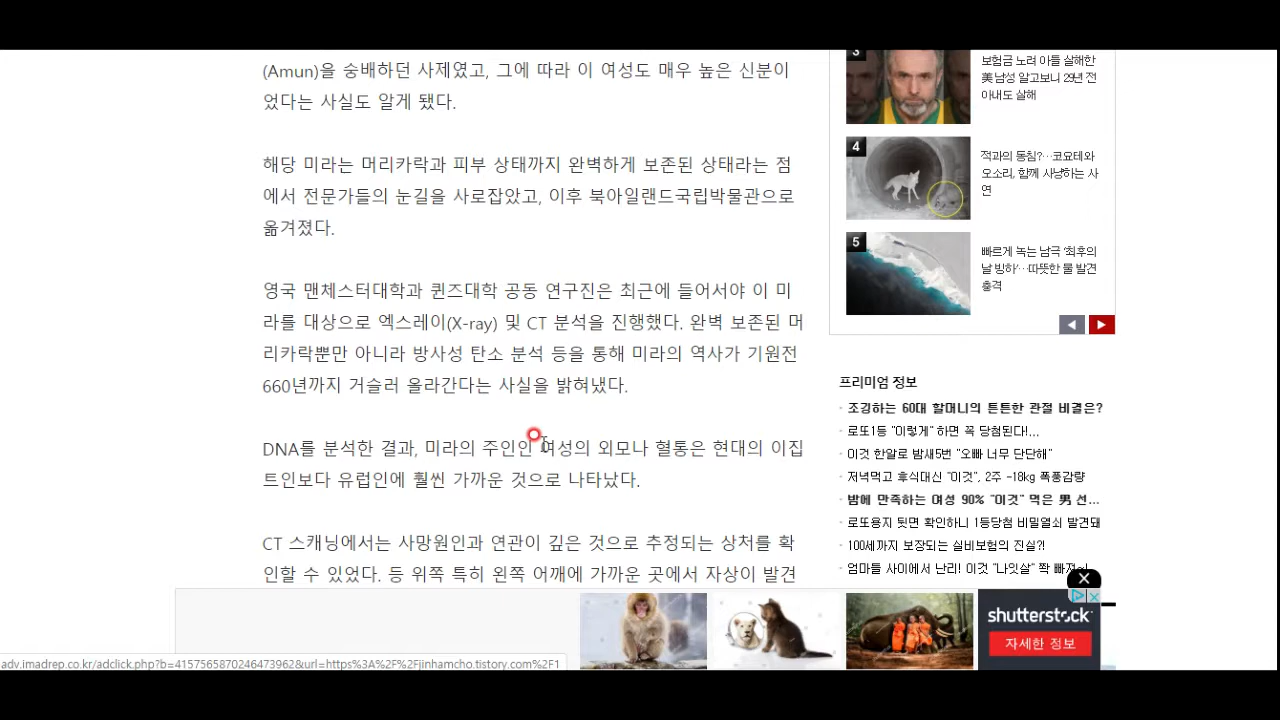 (Amun)을 숭배하던 사제였고, 그에 따라 이 여성도 매우 높은 신분이
었다는 사실도 알게 됐다.
해당 미라는 머리카락과 피부 상태까지 완벽하게 보존된 상태라는 점
에서 전문가들의 눈길을 사로잡았고, 이후 북아일랜드국립박물관으로
옮겨졌다.
영국 맨체스터대학과 퀸즈대학 공동 연구진은 최근에 들어서야 이 미
라를 대상으로 엑스레이(X-ray) 및 CT 분석을 진행했다. 완벽 보존된 머
리카락뿐만 아니라 방사성 탄소 분석 등을 통해 미라의 역사가 기원전
660년까지 거슬러 올라간다는 사실을 밝혀냈다.
DNA를 분석한 결과, 미라의 주인인 여성의 외모나 혈통은 현대의 이집
트인보다 유럽인에 훨씬 가까운 것으로 나타났다.
CT 스캐닝에서는 사망원인과 연관이 깊은 것으로 추정되는 상처를 확
인할 수 있었다. 등 위쪽 특히 왼쪽 어깨에 가까운 곳에서 자상이 발견
3
보험금 노려 아들 살해한
美남성 알고보니 29년 전
아내도 살해
4
적과의 동침?…코요테와
오소리, 함께 사냥하는 사
연
5
빠르게 녹는 남극 '최후의
날 빙하'…따뜻한 물 발견
충격
프리미엄 정보
· 조깅하는 60대 할머니의 튼튼한 관절 비결은?
· 로또1등 "이렇게" 하면 꼭 당첨된다!...
· 이것 한알로 밤새5번 "오빠 너무 단단해"
· 저녁먹고 후식대신 "이것", 2주 -18kg 폭풍감량
· 밤에 만족하는 여성 90% "이것" 먹은 男 선...
· 로또용지 뒷면 확인하니 1등당첨 비밀열쇠 발견돼
· 100세까지 보장되는 실비보험의 진실?!
· 엄마들 사이에서 난리! 이것 "나잇살" 쫙 빠져~!
shutterstock
자세한 정보
adv.imadrep.co.kr/adclick.php?b=4157565870246473962&url=https%3A%2F%2Fjinhamcho.tistory.com%2F1